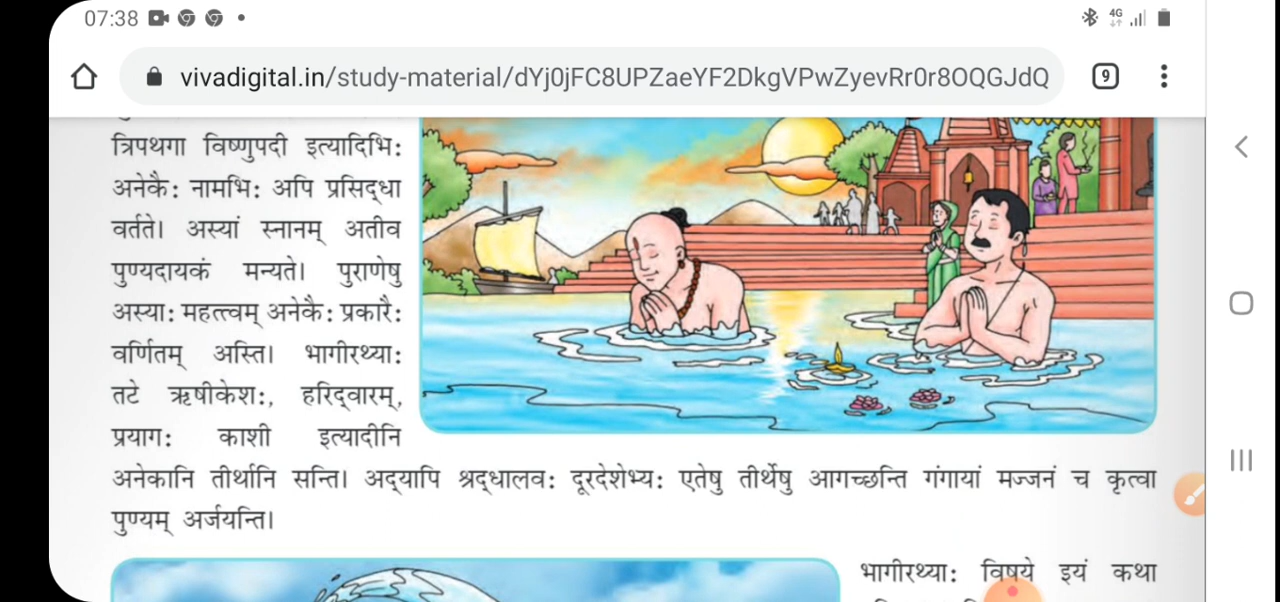 07:38
4G
vivadigital.in/study-material/dYj0jFC8UPZaeYF2DkgVPwZyevRr0r8OQGJdQ
9
त्रिपथगा विष्णुपदी इत्यादिभिः
अनेकैः नामभिः अपि प्रसिद्धा
वर्तते। अस्यां स्नानम् अतीव
पुण्यदायकं मन्यते। पुराणेषु
अस्याः महत्त्वम् अनेकैः प्रकारैः
वर्णितम् अस्ति। भागीरथ्याः
तटे ऋषीकेशः, हरिद्वारम्,
प्रयागः काशी इत्यादीनि
अनेकानि तीर्थानि सन्ति। अद्यापि श्रद्धालवः दूरदेशेभ्यः एतेषु तीर्थेषु आगच्छन्ति गंगायां मज्जनं च कृत्वा
पुण्यम् अर्जयन्ति।
भागीरथ्याः विषये इयं कथा